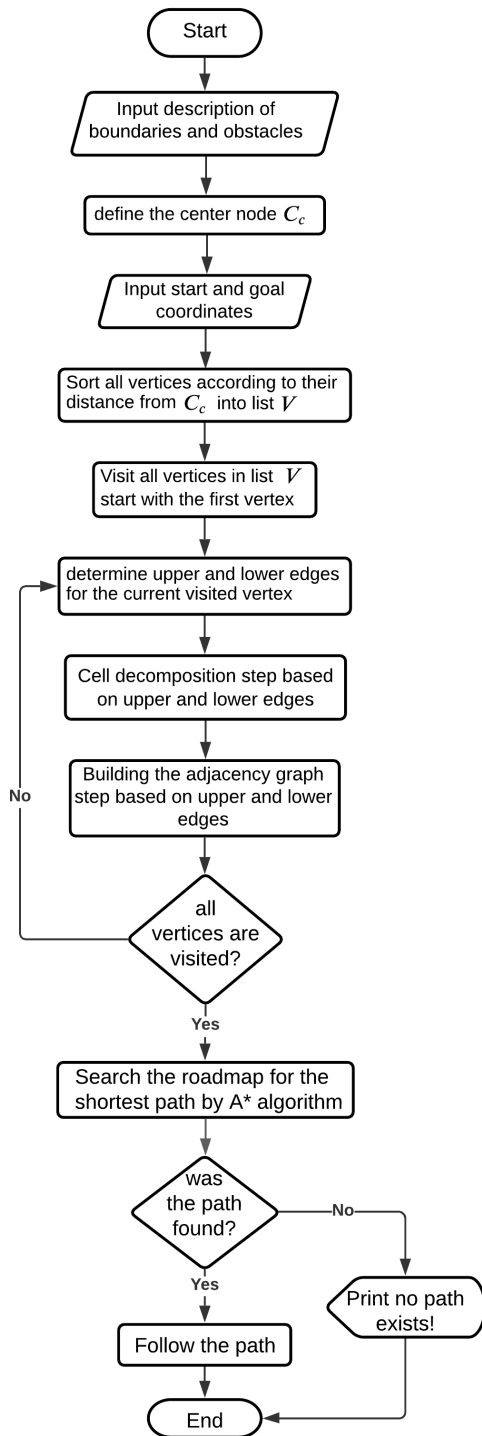 Start
Input description of
boundaries and obstacles
define the center node C_c
Input start and goal
coordinates
Sort all vertices according to their
distance from C_c into list V
Visit all vertices in list V
start with the first vertex
determine upper and lower edges
for the current visited vertex
Cell decomposition step based
on upper and lower edges
Building the adjacency graph
step based on upper and lower
edges
No
all
vertices are
visited?
Yes
Search the roadmap for the
shortest path by A* algorithm
was
the path
found?
No
Yes
Print no path
exists!
Follow the path
End